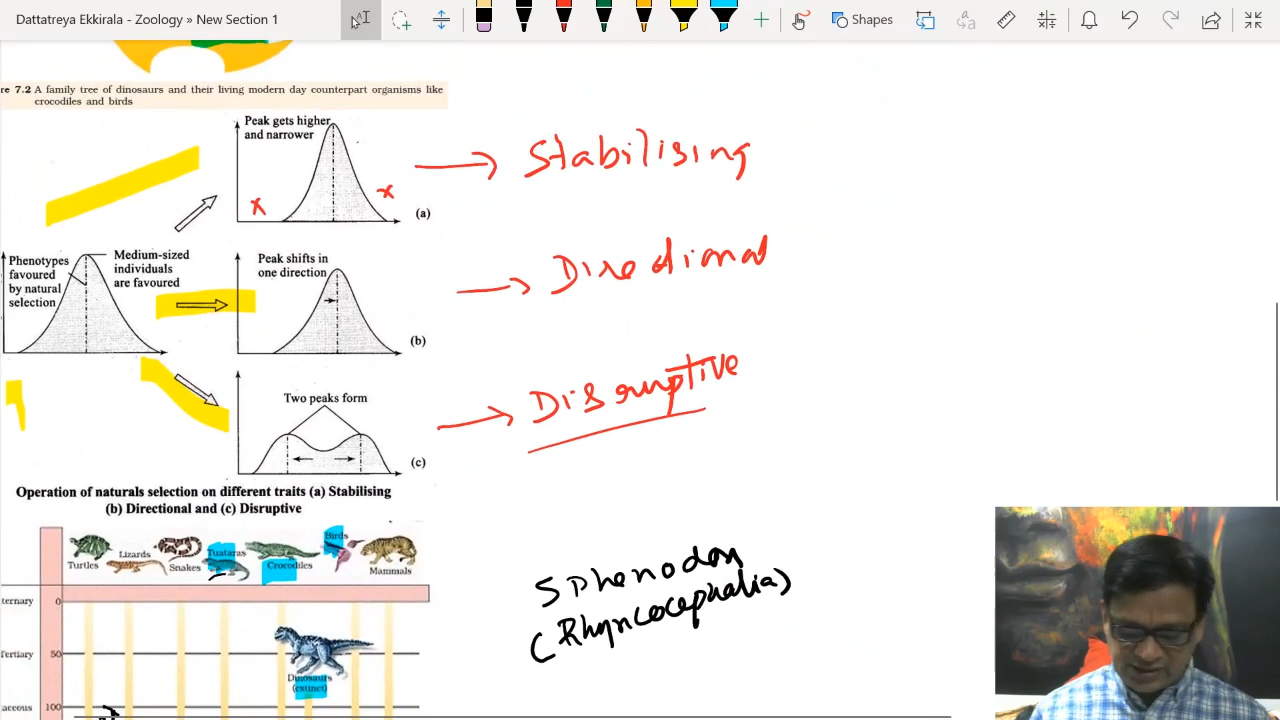 Dattatreya Ekkirala - Zoology » New Section 1
Shapes
re 7.2 A family tree of dinosaurs and their living modern day counterpart organisms like
crocodiles and birds
Peak gets higher
and narrower
x
x
(a)
Stabilising
Phenotypes
favoured
by natural
selection
Medium-sized
individuals
are favoured
Peak shifts in
one direction
(b)
Directional
Two peaks form
(c)
Disruptive
Operation of naturals selection on different traits (a) Stabilising
(b) Directional and (c) Disruptive
Turtles
Lizards
Snakes
Tuataras
Crocodiles
Birds
Mammals
ternary
0
Tertiary
50
Dinosaurs
(extinct)
aceous
100
Sphenodon
(Rhyncocephalia)